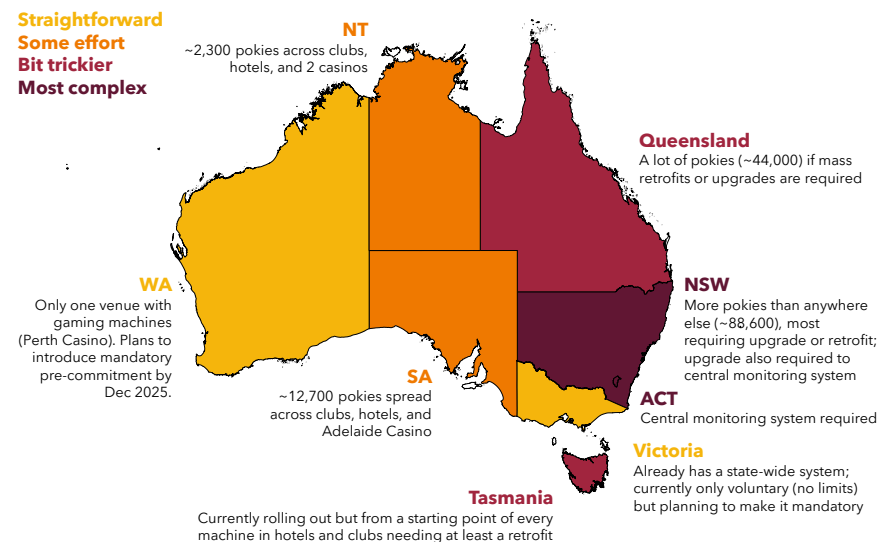 Straightforward
Some effort
Bit trickier
Most complex
NT
~2,300 pokies across clubs,
hotels, and 2 casinos
Queensland
A lot of pokies (~44,000) if mass
retrofits or upgrades are required
WA
Only one venue with
gaming machines
(Perth Casino). Plans to
introduce mandatory
pre-commitment by
Dec 2025.
NSW
More pokies than anywhere
else (~88,600), most
requiring upgrade or retrofit;
upgrade also required to
central monitoring system
SA
~12,700 pokies spread
across clubs, hotels, and
Adelaide Casino
ACT
Central monitoring system required
Victoria
Already has a state-wide system;
currently only voluntary (no limits)
but planning to make it mandatory
Tasmania
Currently rolling out but from a starting point of every
machine in hotels and clubs needing at least a retrofit